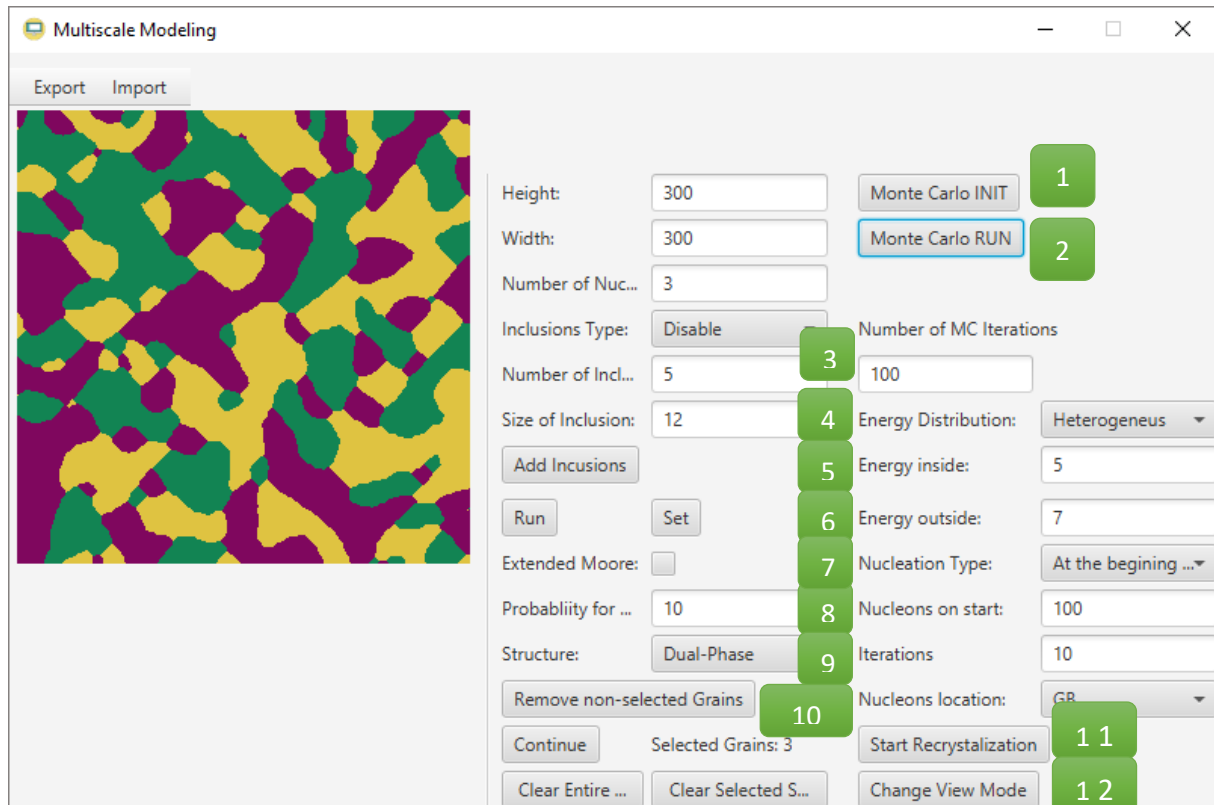 Multiscale Modeling
Export Import
Height: 300 Monte Carlo INIT 1
Width: 300 Monte Carlo RUN 2
Number of Nuc... 3
Inclusions Type: Disable Number of MC Iterations
Number of Incl... 5 3 100
Size of Inclusion: 12 4 Energy Distribution: Heterogeneus
Add Incusions 5 Energy inside: 5
Run Set 6 Energy outside: 7
Extended Moore: 7 Nucleation Type: At the begining ...
Probabliity for ... 10 8 Nucleons on start: 100
Structure: Dual-Phase 9 Iterations 10
Remove non-selected Grains 10 Nucleons location: GB
Continue Selected Grains: 3 Start Recrystalization 11
Clear Entire ... Clear Selected S... Change View Mode 12